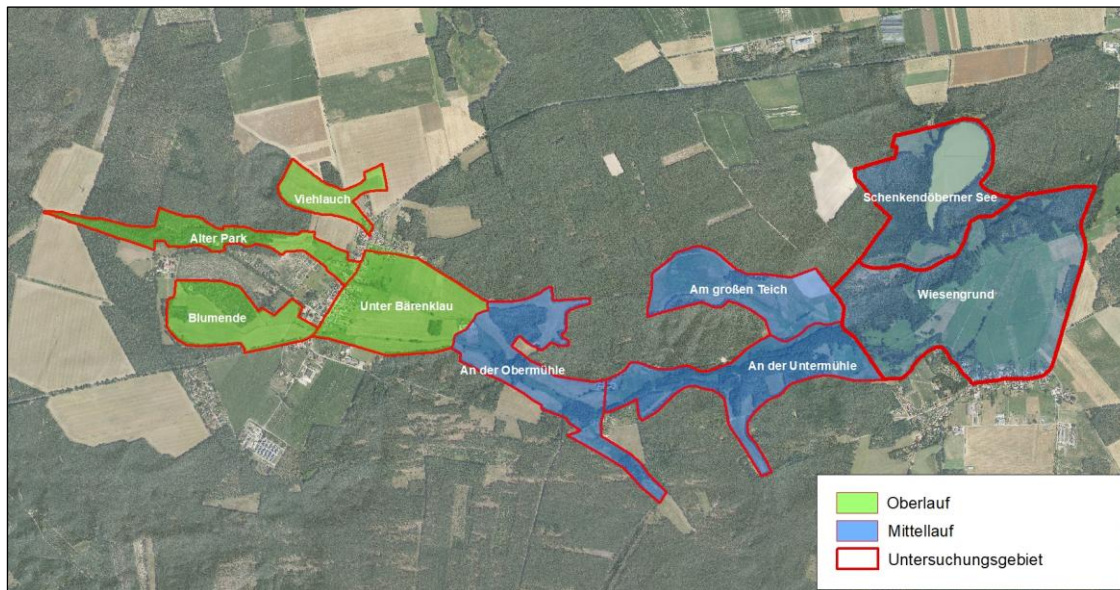 Viehlauch
Alter Park
Blumende
Unter Bärenklau
An der Obermühle
Am großen Teich
An der Untermühle
Schenkendöberner See
Wiesengrund
Oberlauf
Mittellauf
Untersuchungsgebiet